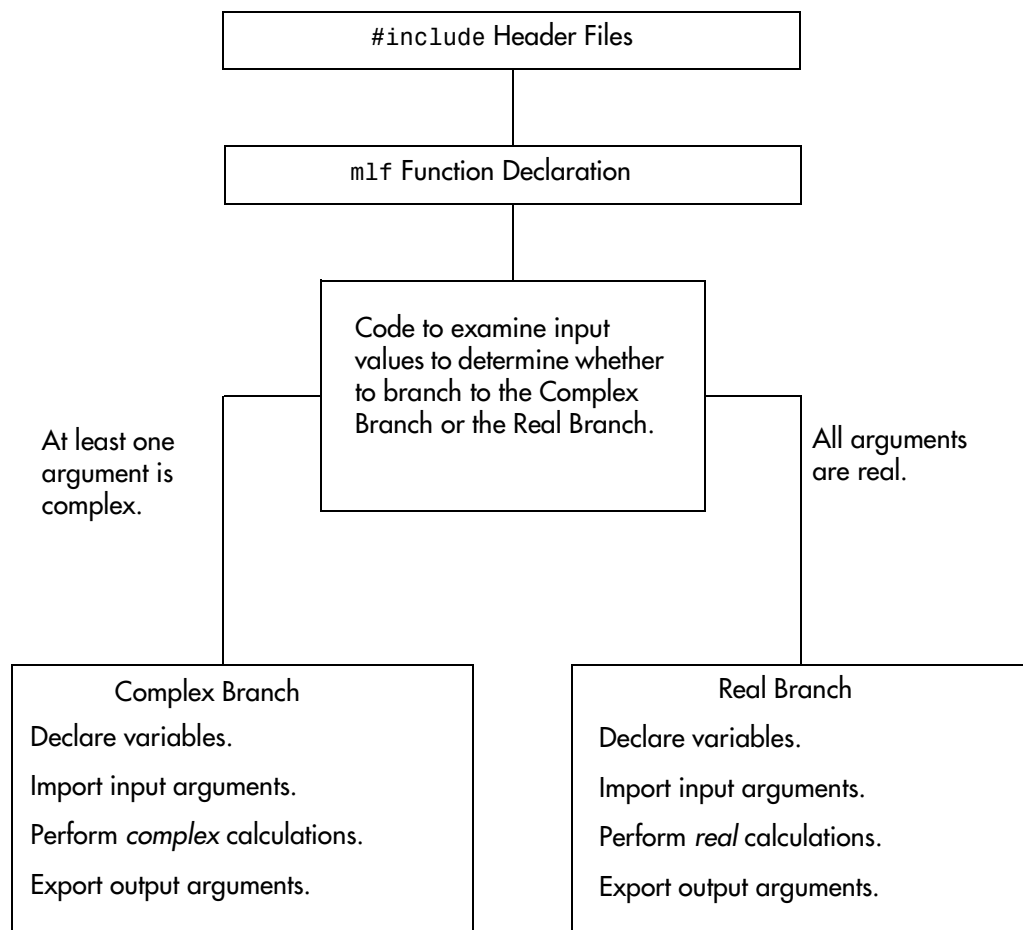 #include Header Files
mlf Function Declaration
Code to examine input
values to determine whether
to branch to the Complex
Branch or the Real Branch.
At least one
argument is
complex.
All arguments
are real.
Complex Branch
Declare variables.
Import input arguments.
Perform complex calculations.
Export output arguments.
Real Branch
Declare variables.
Import input arguments.
Perform real calculations.
Export output arguments.